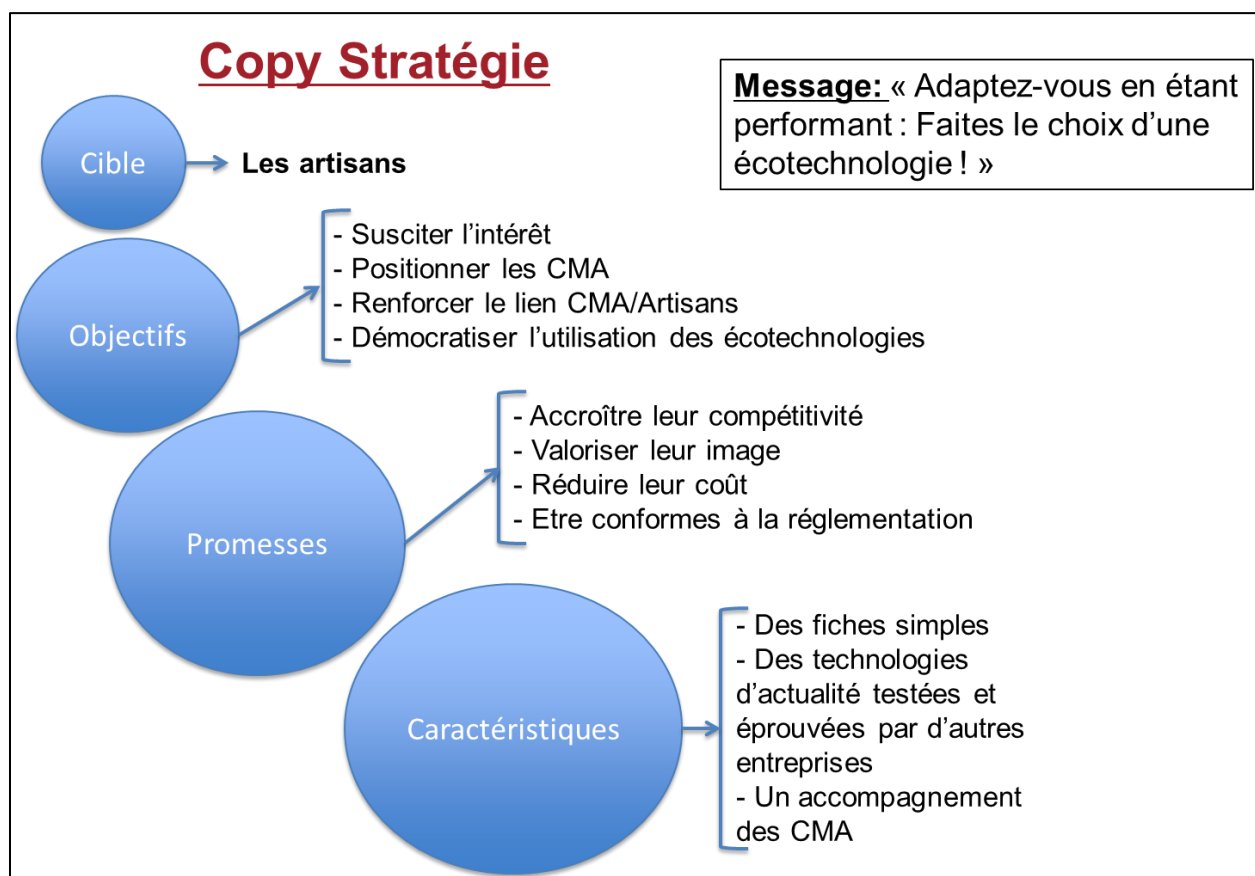 Copy Stratégie
Message: « Adaptez-vous en étant
performant : Faites le choix d’une
écotechnologie ! »
Cible
Les artisans
Objectifs
- Susciter l’intérêt
- Positionner les CMA
- Renforcer le lien CMA/Artisans
- Démocratiser l’utilisation des écotechnologies
Promesses
- Accroître leur compétitivité
- Valoriser leur image
- Réduire leur coût
- Etre conformes à la réglementation
Caractéristiques
- Des fiches simples
- Des technologies
d’actualité testées et
éprouvées par d’autres
entreprises
- Un accompagnement
des CMA